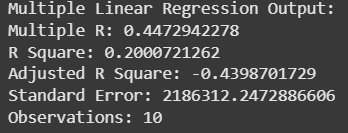 Multiple Linear Regression Output:
Multiple R: 0.4472942278
R Square: 0.2000721262
Adjusted R Square: -0.4398701729
Standard Error: 2186312.2472886606
Observations: 10